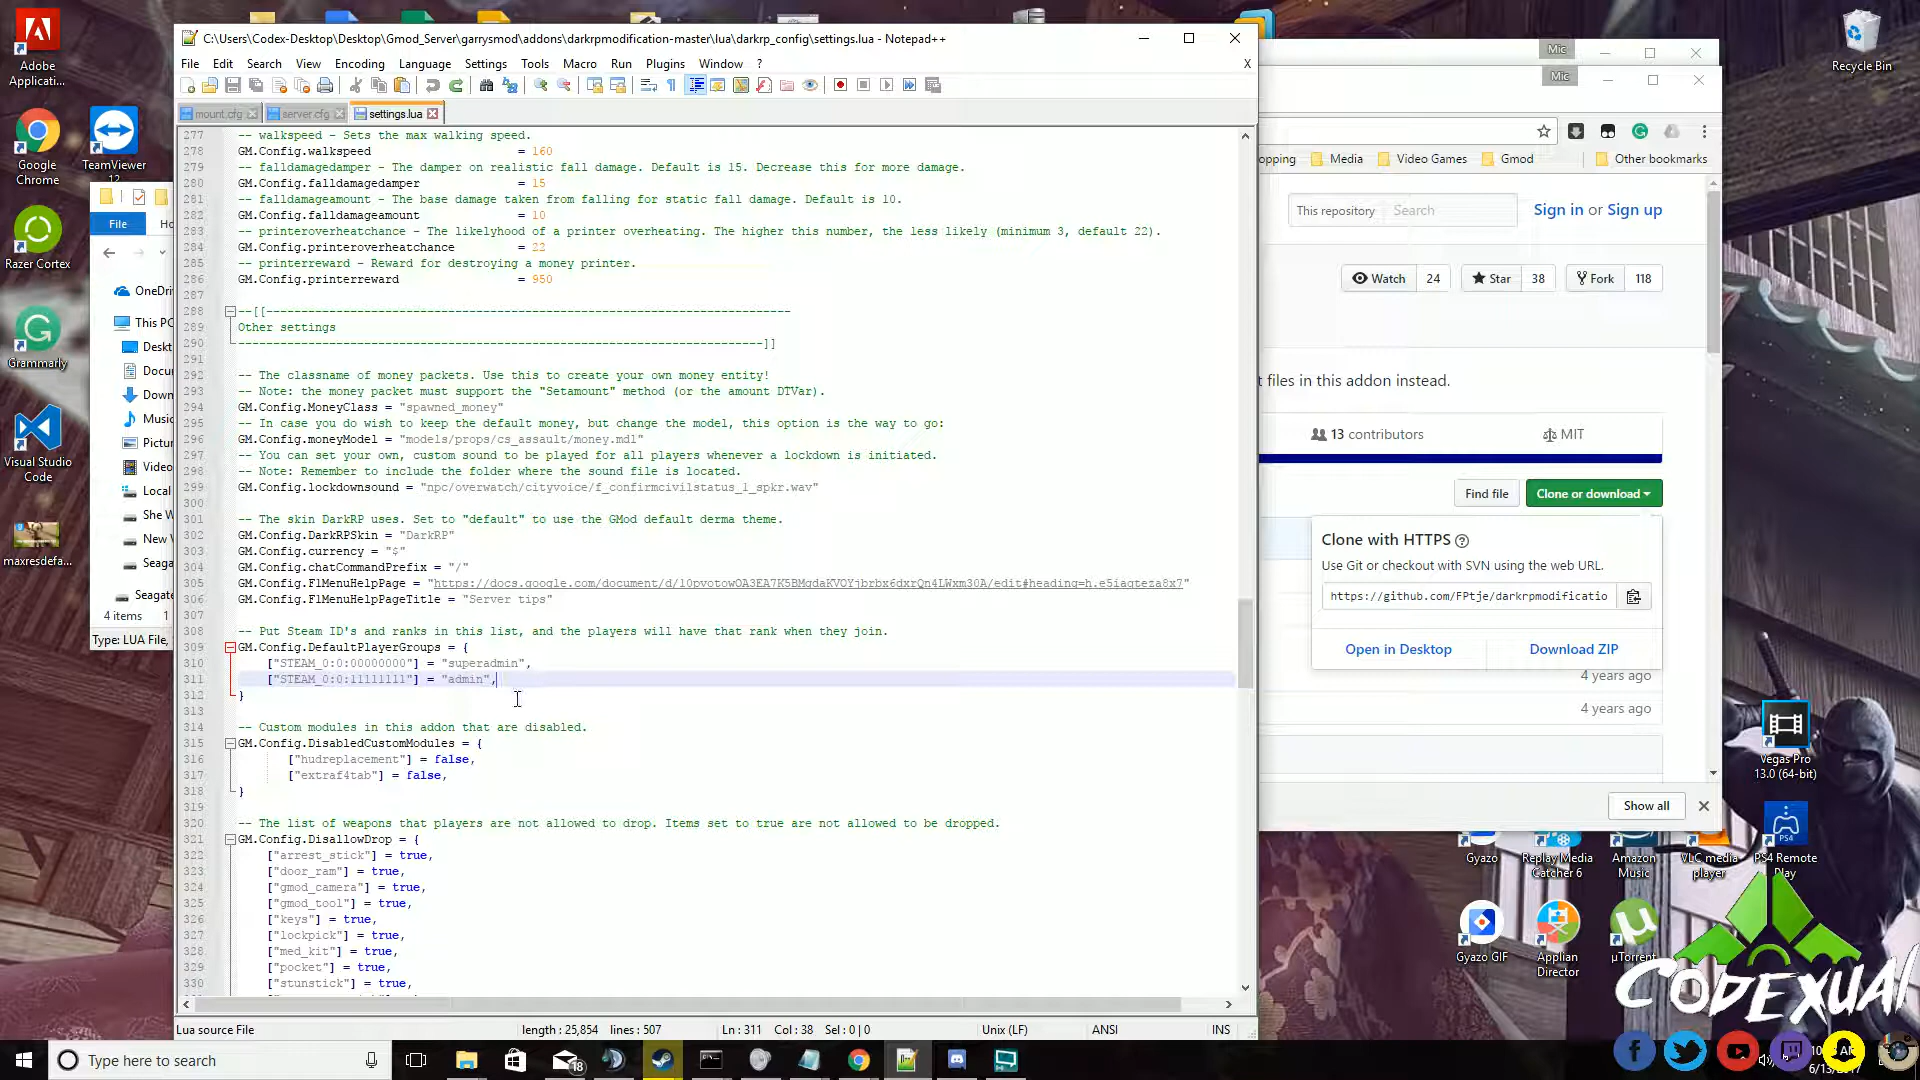 C:\Users\Codex-Desktop\Desktop\Gmod_Server\garrysmod\addons\darkrpmodification-master\lua\darkrp_config\settings.lua - Notepad++
File Edit Search View Encoding Language Settings Tools Macro Run Plugins Window ? X
mount.cfg server.cfg settings.lua
277 -- walkspeed - Sets the max walking speed.
278 GM.Config.walkspeed = 160
279 -- falldamagedamper - The damper on realistic fall damage. Default is 15. Decrease this for more damage.
280 GM.Config.falldamagedamper = 15
281 -- falldamageamount - The base damage taken from falling for static fall damage. Default is 10.
282 GM.Config.falldamageamount = 10
283 -- printeroverheatchance - The likelyhood of a printer overheating. The higher this number, the less likely (minimum 3, default 22).
284 GM.Config.printeroverheatchance = 22
285 -- printerreward - Reward for destroying a money printer.
286 GM.Config.printerreward = 950
287
288 --[[---------------------------------------------------------------------------
289 Other settings
290 ---------------------------------------------------------------------------]]
291
292 -- The classname of money packets. Use this to create your own money entity!
293 -- Note: the money packet must support the "Setamount" method (or the amount DTVar).
294 GM.Config.MoneyClass = "spawned_money"
295 -- In case you do wish to keep the default money, but change the model, this option is the way to go:
296 GM.Config.moneyModel = "models/props/cs_assault/money.mdl"
297 -- You can set your own, custom sound to be played for all players whenever a lockdown is initiated.
298 -- Note: Remember to include the folder where the sound file is located.
299 GM.Config.lockdownsound = "npc/overwatch/cityvoice/f_confirmcivilstatus_1_spkr.wav"
300
301 -- The skin DarkRP uses. Set to "default" to use the GMod default derma theme.
302 GM.Config.DarkRPSkin = "DarkRP"
303 GM.Config.currency = "$"
304 GM.Config.chatCommandPrefix = "/"
305 GM.Config.F1MenuHelpPage = "https://docs.google.com/document/d/10pvotowOA3EA7K5BMqdaKVOYjbrbx6dxrQn4LWxm30A/edit#heading=h.e5iaqteza8x7"
306 GM.Config.F1MenuHelpPageTitle = "Server tips"
307
308 -- Put Steam ID's and ranks in this list, and the players will have that rank when they join.
309 GM.Config.DefaultPlayerGroups = {
310 ["STEAM_0:0:00000000"] = "superadmin",
311 ["STEAM_0:0:11111111"] = "admin",
312 }
313
314 -- Custom modules in this addon that are disabled.
315 GM.Config.DisabledCustomModules = {
316 ["hudreplacement"] = false,
317 ["extraf4tab"] = false,
318 }
319
320 -- The list of weapons that players are not allowed to drop. Items set to true are not allowed to be dropped.
321 GM.Config.DisallowDrop = {
322 ["arrest_stick"] = true,
323 ["door_ram"] = true,
324 ["gmod_camera"] = true,
325 ["gmod_tool"] = true,
326 ["keys"] = true,
327 ["lockpick"] = true,
328 ["med_kit"] = true,
329 ["pocket"] = true,
330 ["stunstick"] = true,
Lua source File length : 25,854 lines : 507 Ln : 311 Col : 38 Sel : 0 | 0 Unix (LF) ANSI INS
Adobe
Applicati...
Google
Chrome
TeamViewer
12
Razer Cortex
Grammarly
Visual Studio
Code
maxresdefa...
File Ho
OneDri
This PC
Deskt
Docu
Down
Music
Pictur
Video
Local
She W
New
Seaga
Seagate
4 items 1
Type: LUA File,
Mic
Mic
opping Media Video Games Gmod Other bookmarks
This repository Search Sign in or Sign up
Watch 24 Star 38 Fork 118
t files in this addon instead.
13 contributors MIT
Find file Clone or download
Clone with HTTPS
Use Git or checkout with SVN using the web URL.
https://github.com/FPtje/darkrpmodificatio
Open in Desktop Download ZIP
4 years ago
4 years ago
Show all
Recycle Bin
Vegas Pro
13.0 (64-bit)
Gyazo
Replay Media
Catcher 6
Amazon
Music
VLC media
player
PS4
PS4 Remote
Play
Gyazo GIF
Applian
Director
µTorrent
CODEXUAL
Type here to search
18